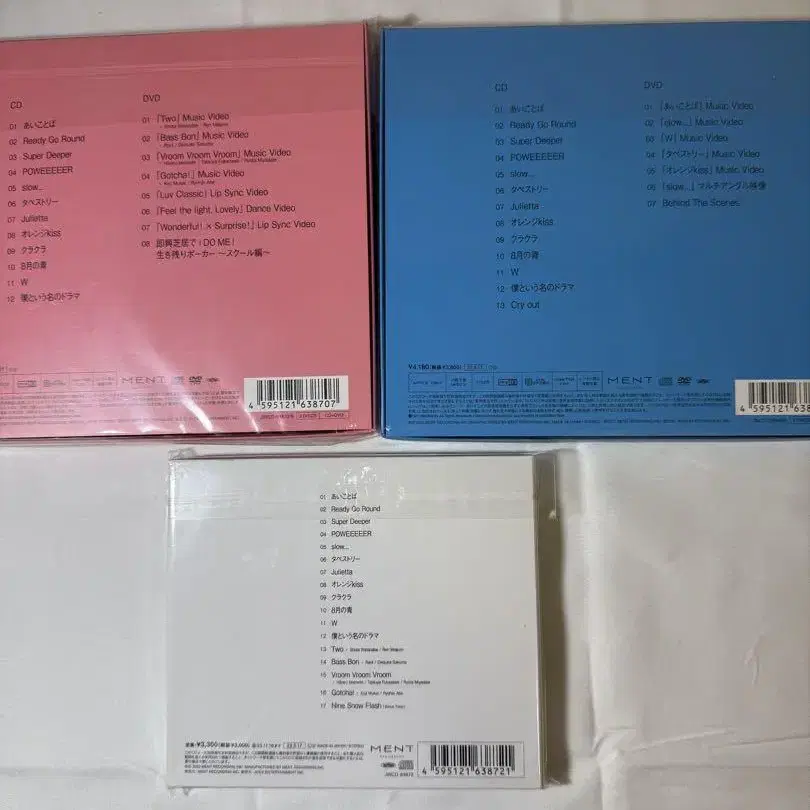 CD
01 あいことば
02 Ready Go Round
03 Super Deeper
04 POWEEEEER
05 slow...
06 タペストリー
07 Julietta
08 オレンジkiss
09 クラクラ
10 8月の青
11 W
12 僕という名のドラマ
DVD
01 「Two」Music Video
02 「Bass Bon」Music Video
03 「Vroom Vroom Vroom」Music Video
04 「Gotcha!」Music Video
05 「Luv Classic」Lip Sync Video
06 「Feel the light, Lovely」Dance Video
07 「Wonderful! × Surprise!」Lip Sync Video
08 即興芝居で I DO ME！
生き残りポーカー ～スクール編～
MENT
4 595121 638707
CD
01 あいことば
02 Ready Go Round
03 Super Deeper
04 POWEEEEER
05 slow...
06 タペストリー
07 Julietta
08 オレンジkiss
09 クラクラ
10 8月の青
11 W
12 僕という名のドラマ
13 Cry out
DVD
01 「あいことば」Music Video
02 「slow...」Music Video
03 「W」Music Video
04 「タペストリー」Music Video
05 「オレンジkiss」Music Video
06 「slow...」マルチアングル映像
07 Behind The Scenes
¥4,180
MENT
4 595121 6
01 あいことば
02 Ready Go Round
03 Super Deeper
04 POWEEEEER
05 slow...
06 タペストリー
07 Julietta
08 オレンジkiss
09 クラクラ
10 8月の青
11 W
12 僕という名のドラマ
13 Two
14 Bass Bon
15 Vroom Vroom Vroom
16 Gotcha!
17 Nine Snow Flash
¥3,300
MENT
4 595121 638721